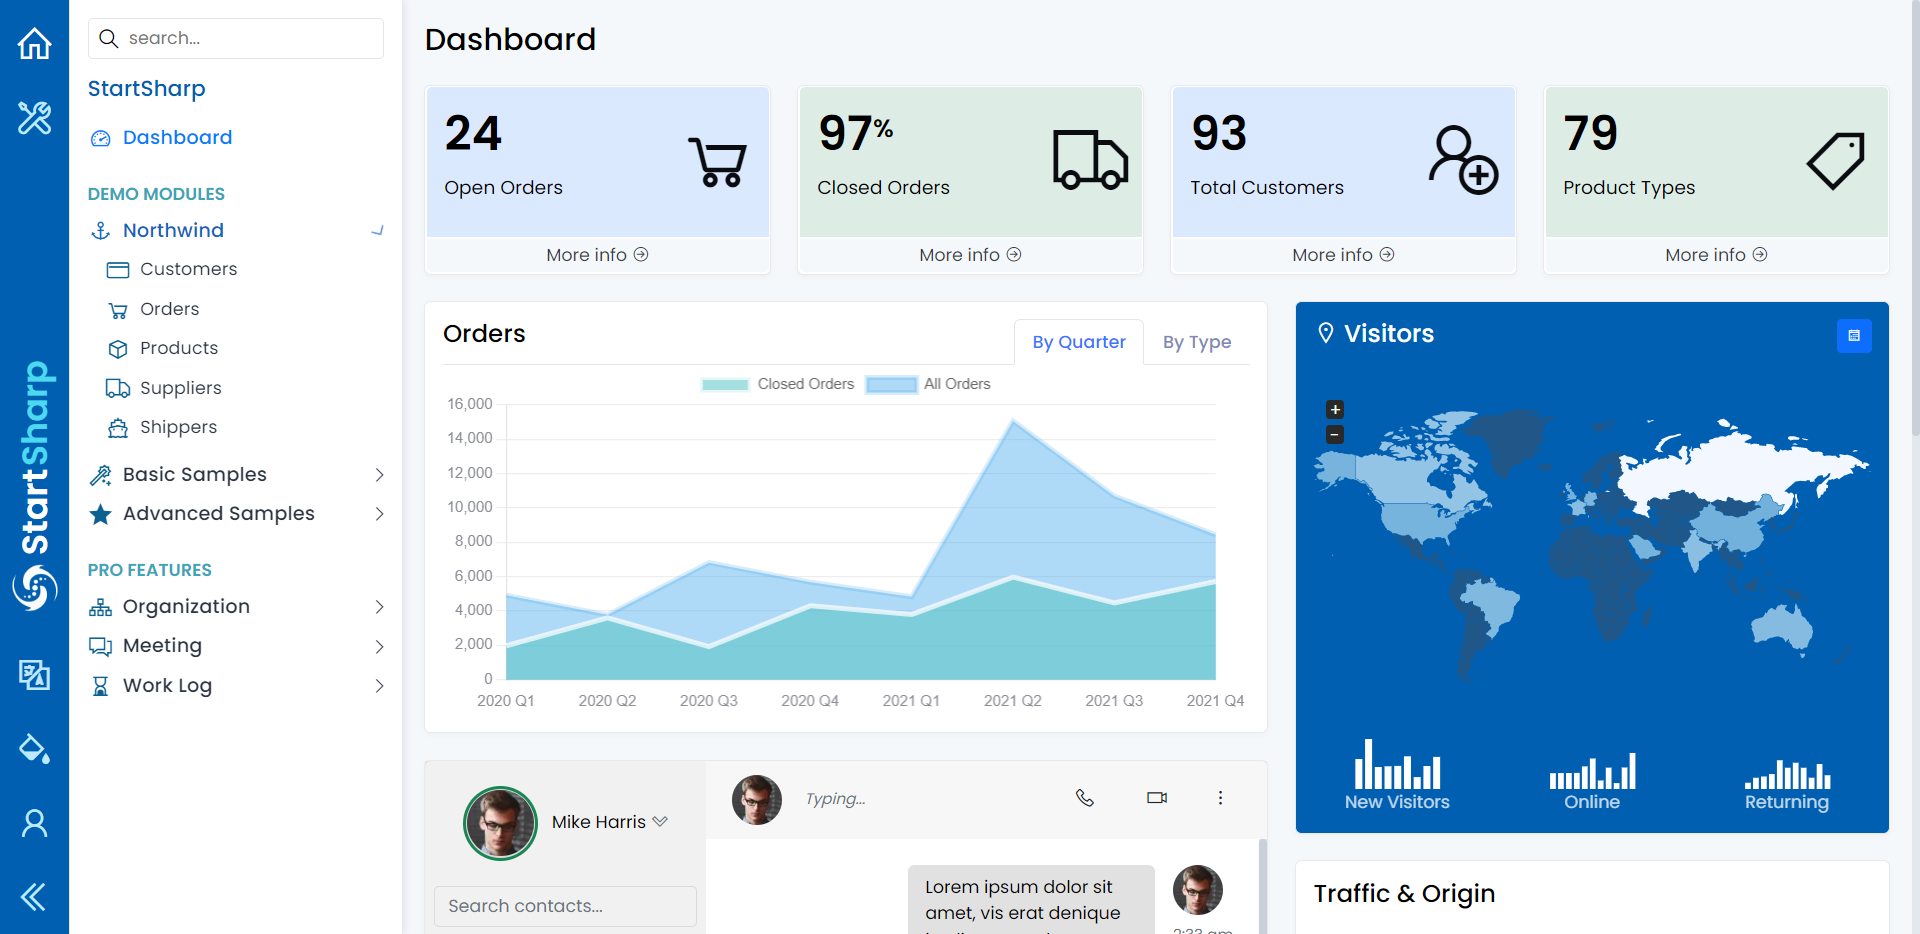 StartSharp
search...
StartSharp
Dashboard
DEMO MODULES
Northwind
Customers
Orders
Products
Suppliers
Shippers
Basic Samples
Advanced Samples
PRO FEATURES
Organization
Meeting
Work Log
Dashboard
24
Open Orders
More info
97%
Closed Orders
More info
93
Total Customers
More info
79
Product Types
More info
Orders
By Quarter
By Type
Closed Orders
All Orders
16,000
14,000
12,000
10,000
8,000
6,000
4,000
2,000
0
2020 Q1 2020 Q2 2020 Q3 2020 Q4 2021 Q1 2021 Q2 2021 Q3 2021 Q4
Visitors
+
−
New Visitors
Online
Returning
Mike Harris
Search contacts...
Typing...
Lorem ipsum dolor sit
amet, vis erat denique
Traffic & Origin